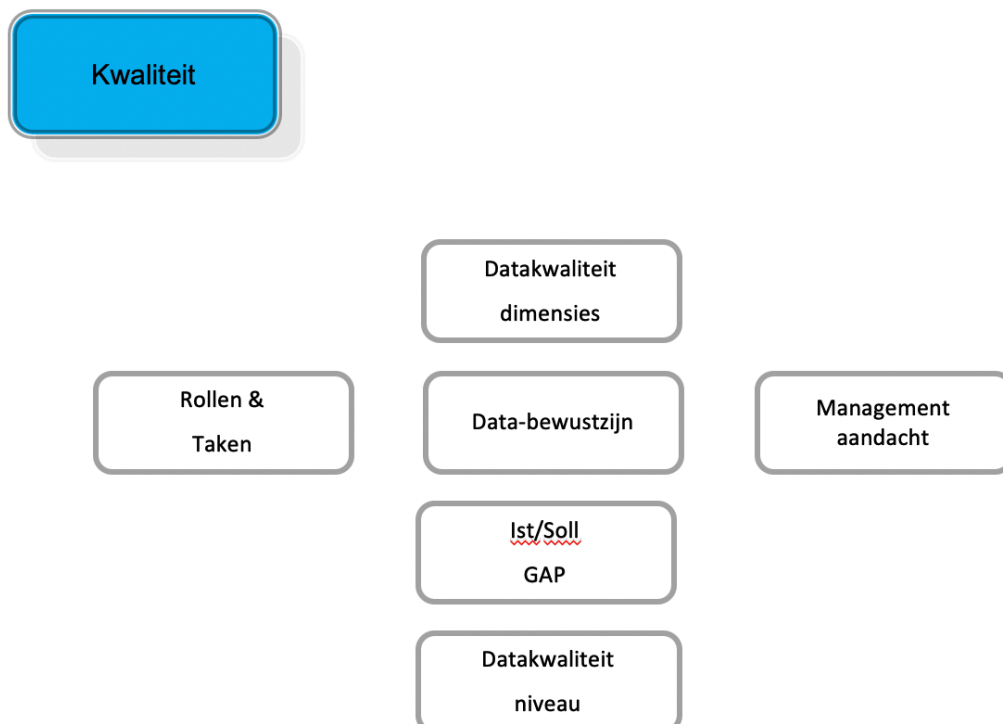 Kwaliteit
Datakwaliteit
dimensies
Rollen &
Taken
Data-bewustzijn
Management
aandacht
Ist/Soll
GAP
Datakwaliteit
niveau